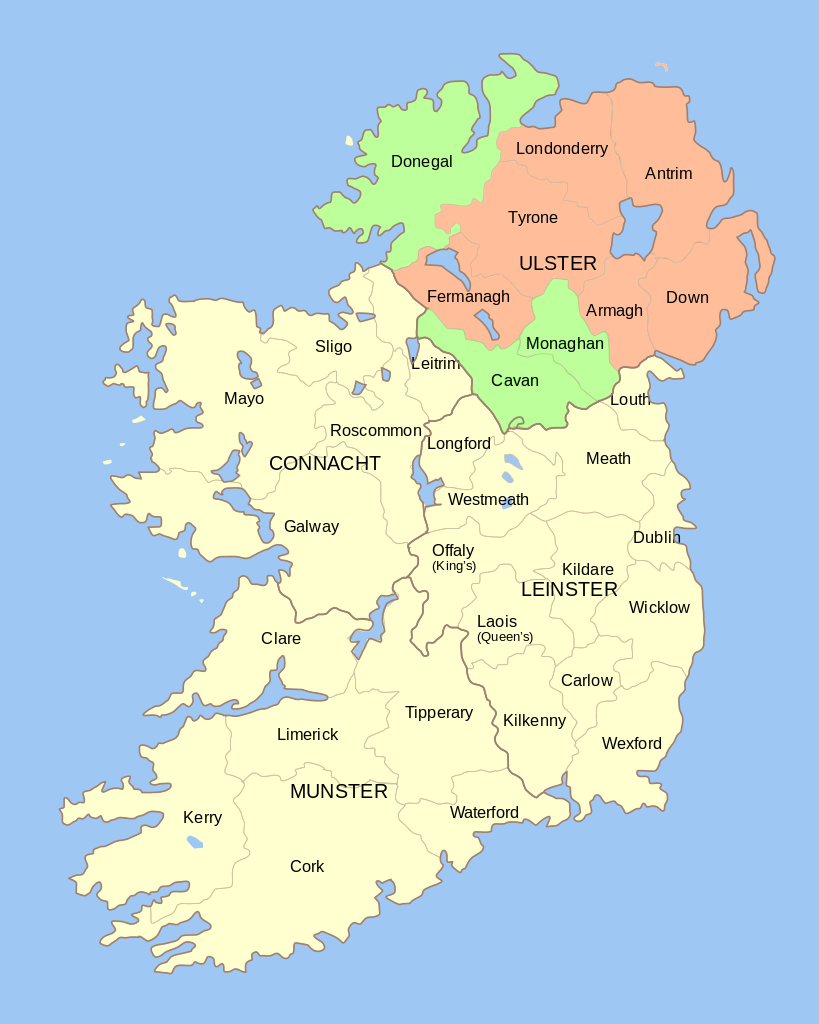 Londonderry
Donegal
Antrim
Tyrone
ULSTER
Fermanagh
Down
Armagh
Monaghan
Sligo
Leitrim
Cavan
Mayo
Louth
Roscommon
Longford
CONNACHT
Meath
Westmeath
Galway
Dublin
Offaly
(King's)
Kildare
LEINSTER
Wicklow
Laois
(Queen's)
Clare
Carlow
Tipperary
Kilkenny
Limerick
Wexford
MUNSTER
Waterford
Kerry
Cork